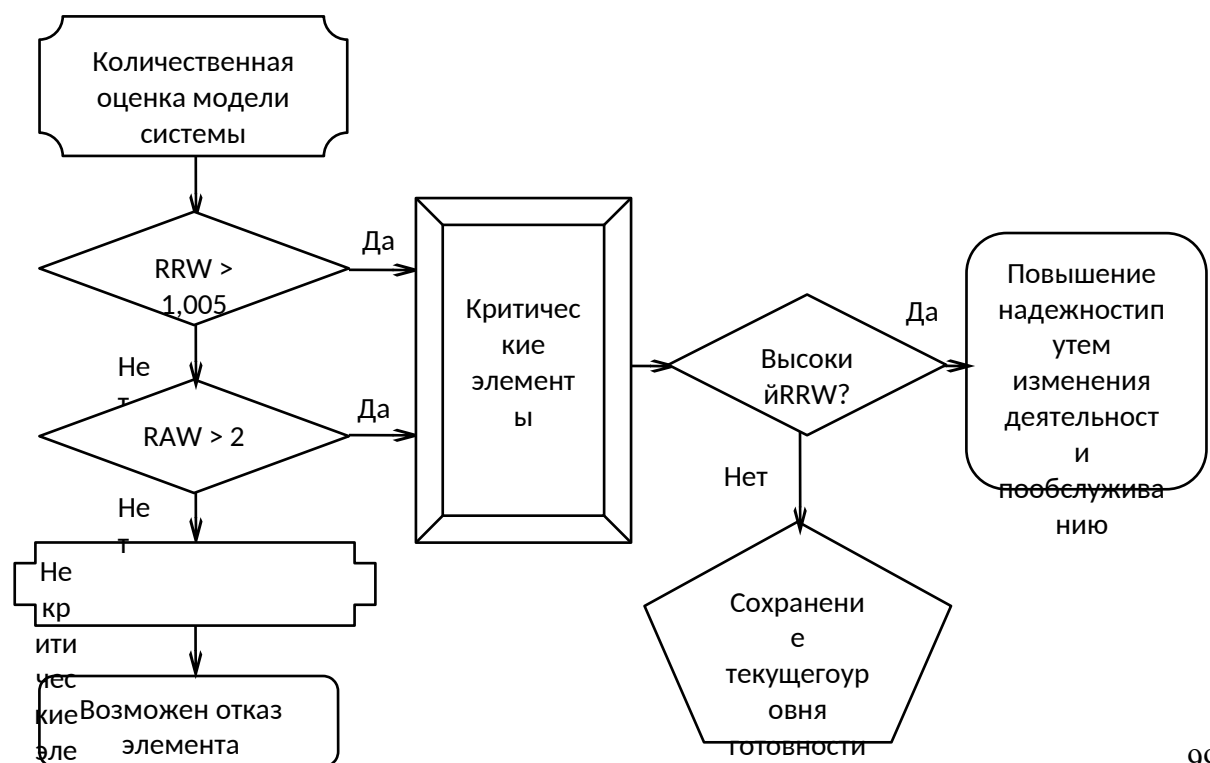 Количественная
оценка модели
системы
RRW >
1,005
Да
Не
т
RAW > 2
Да
Не
т
Не
кр
ити
чес
кие
эле
Возможен отказ
элемента
Критичес
кие
элемент
ы
Высоки
йRRW?
Да
Нет
Повышение
надежностип
утем
изменения
деятельност
и
пообслужива
нию
Сохранени
е
текущегоур
овня
готовности